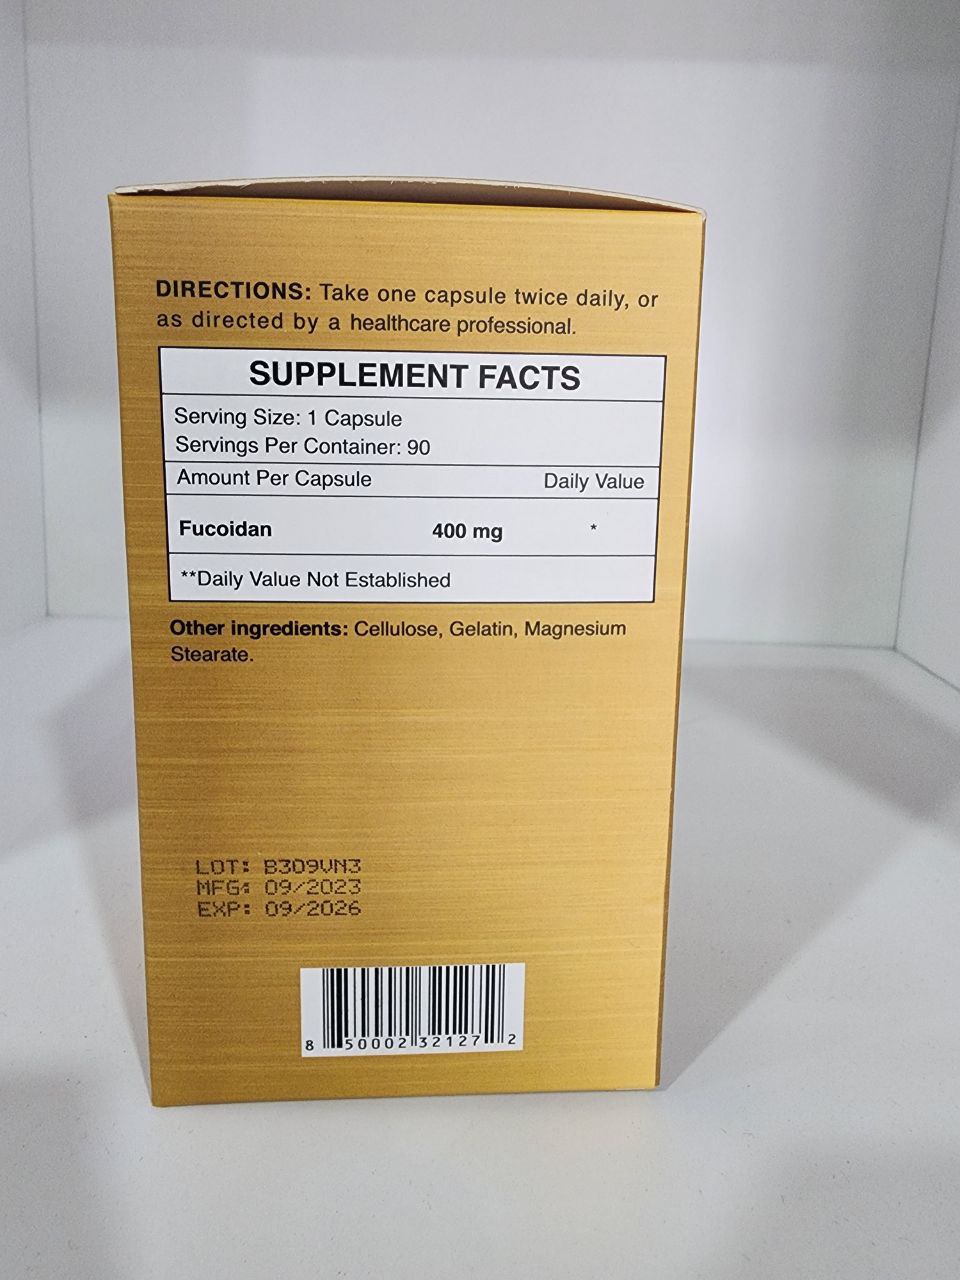 DIRECTIONS: Take one capsule twice daily, or
as directed by a healthcare professional.
SUPPLEMENT FACTS
Serving Size: 1 Capsule
Servings Per Container: 90
Amount Per Capsule Daily Value
Fucoidan 400 mg *
**Daily Value Not Established
Other ingredients: Cellulose, Gelatin, Magnesium
Stearate.
LOT: B309VN3
MFG: 09/2023
EXP: 09/2026
8 50002 32127 2